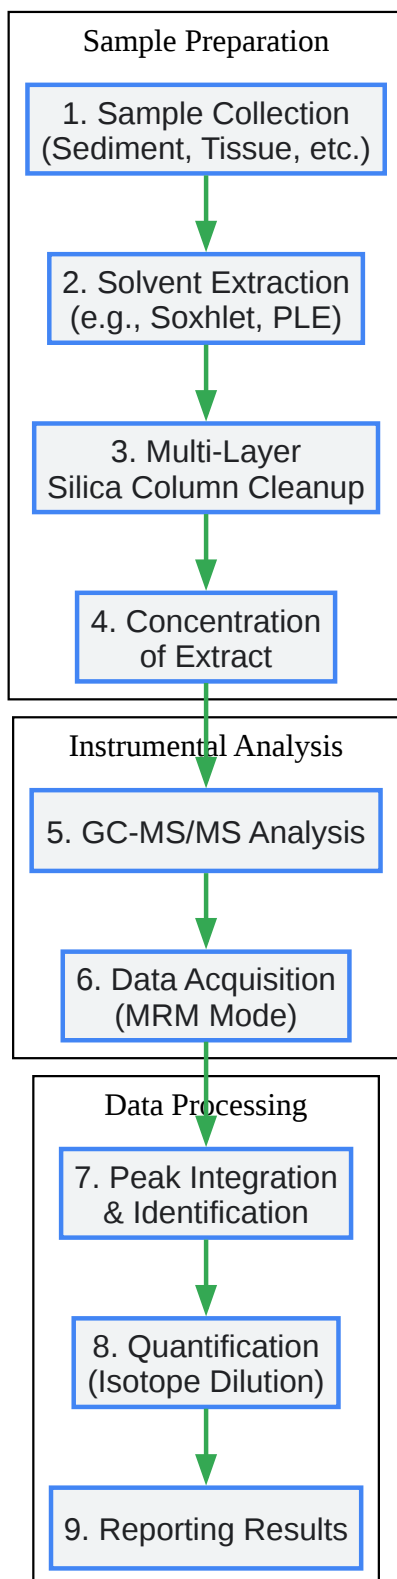 Sample Preparation
1. Sample Collection
(Sediment, Tissue, etc.)
2. Solvent Extraction
(e.g., Soxhlet, PLE)
3. Multi-Layer
Silica Column Cleanup
4. Concentration
of Extract
Instrumental Analysis
5. GC-MS/MS Analysis
6. Data Acquisition
(MRM Mode)
Data Processing
7. Peak Integration
& Identification
8. Quantification
(Isotope Dilution)
9. Reporting Results